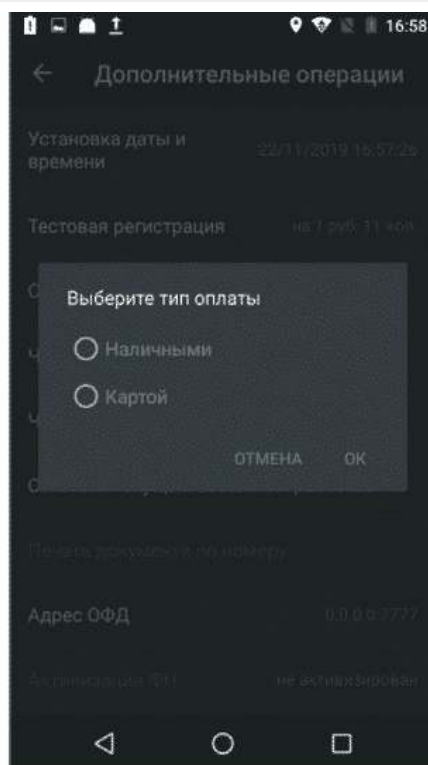 16:58
Дополнительные операции
Установка даты и
времени
22/11/2019 16:57:26
Тестовая регистрация
на 1 руб. 11 коп.
Выберите тип оплаты
Наличными
Картой
ОТМЕНА
ОК
Печать документа по номеру
Адрес ОФД
0.0.0.0:7777
Активизация ФН
не активизирован